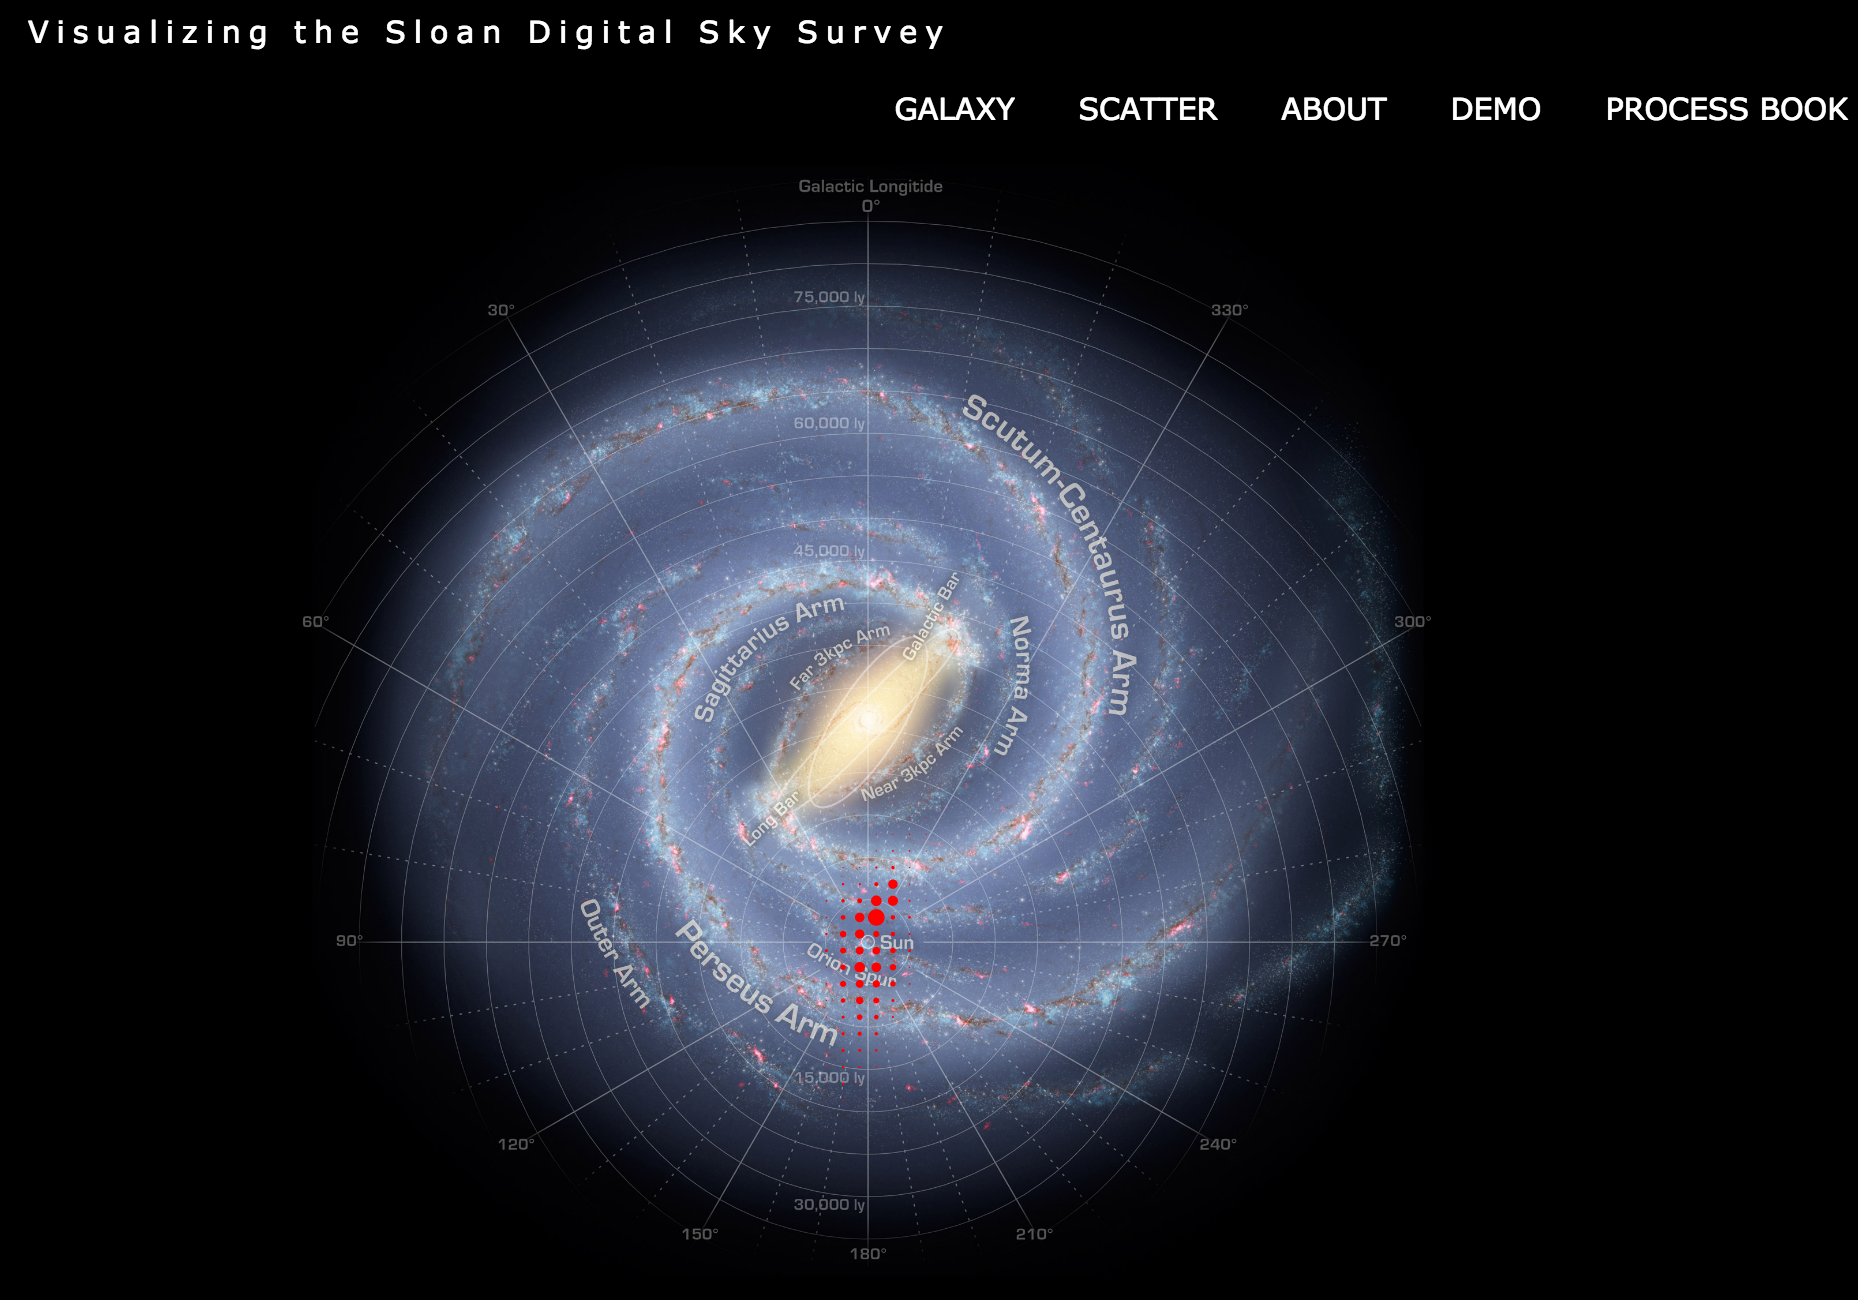 Visualizing the Sloan Digital Sky Survey
GALAXY SCATTER ABOUT DEMO PROCESS BOOK
Galactic Longitide
0°
30°
330°
75,000 ly
60,000 ly
Scutum-Centaurus Arm
45,000 ly
Galactic Bar
Sagittarius Arm
Far 3kpc Arm
Norma Arm
60°
300°
Near 3kpc Arm
Long Bar
Outer Arm
Perseus Arm
90°
Sun
270°
Orion Spur
15,000 ly
120°
240°
30,000 ly
150°
210°
180°